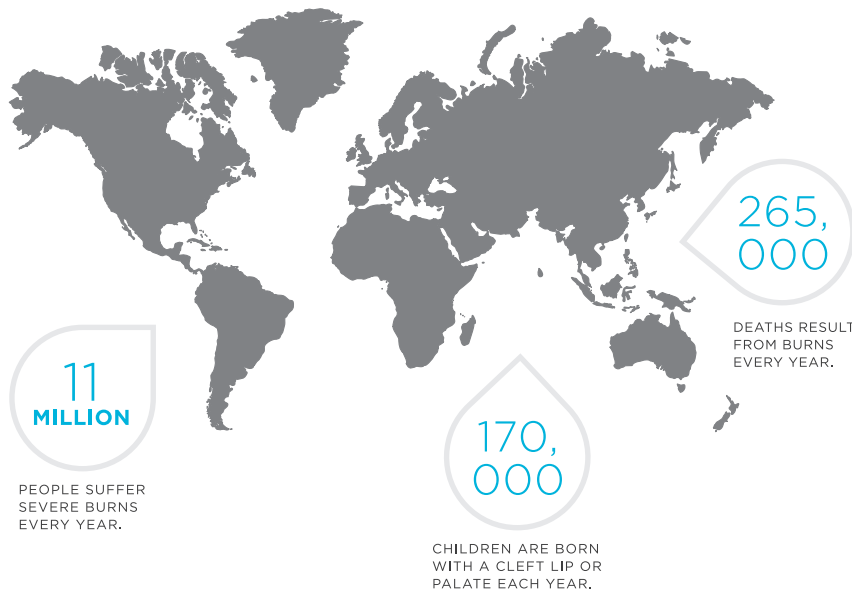 265,
000
DEATHS RESULT
FROM BURNS
EVERY YEAR.
11
MILLION
PEOPLE SUFFER
SEVERE BURNS
EVERY YEAR.
170,
000
CHILDREN ARE BORN
WITH A CLEFT LIP OR
PALATE EACH YEAR.